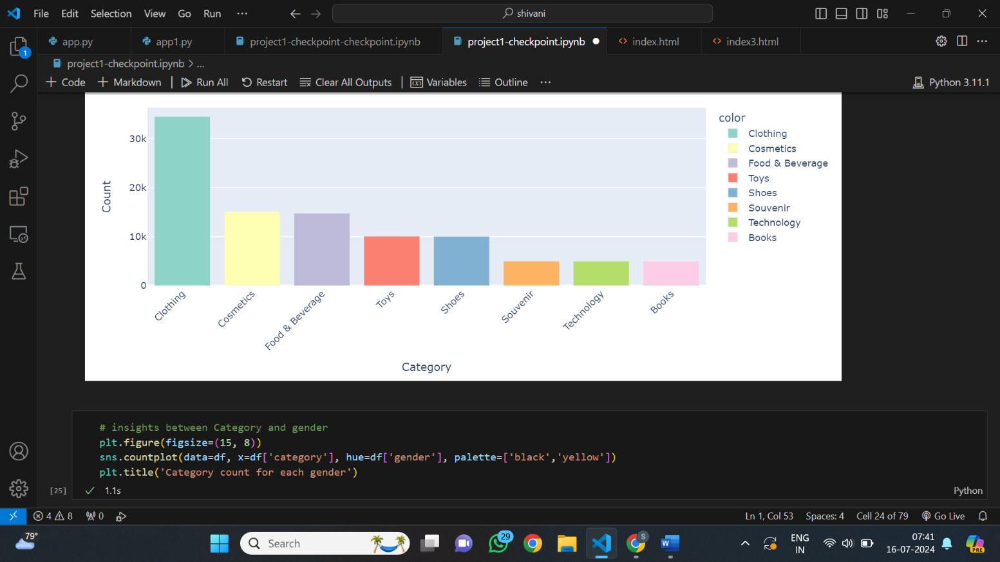 File Edit Selection View Go Run ··· shivani
1 app.py app1.py project1-checkpoint-checkpoint.ipynb project1-checkpoint.ipynb index.html index3.html
project1-checkpoint.ipynb > ...
+ Code + Markdown | Run All Restart Clear All Outputs | Variables Outline ··· Python 3.11.1
30k
20k
10k
0
Count
Clothing
Cosmetics
Food & Beverage
Toys
Shoes
Souvenir
Technology
Books
Category
color
Clothing
Cosmetics
Food & Beverage
Toys
Shoes
Souvenir
Technology
Books
# insights between Category and gender
plt.figure(figsize=(15, 8))
sns.countplot(data=df, x=df['category'], hue=df['gender'], palette=['black','yellow'])
plt.title('Category count for each gender')
[25] 1.1s Python
4 8 0 Ln 1, Col 53 Spaces: 4 Cell 24 of 79 Go Live
79° Search 29 S W ENG 07:41
IN 16-07-2024 PRE